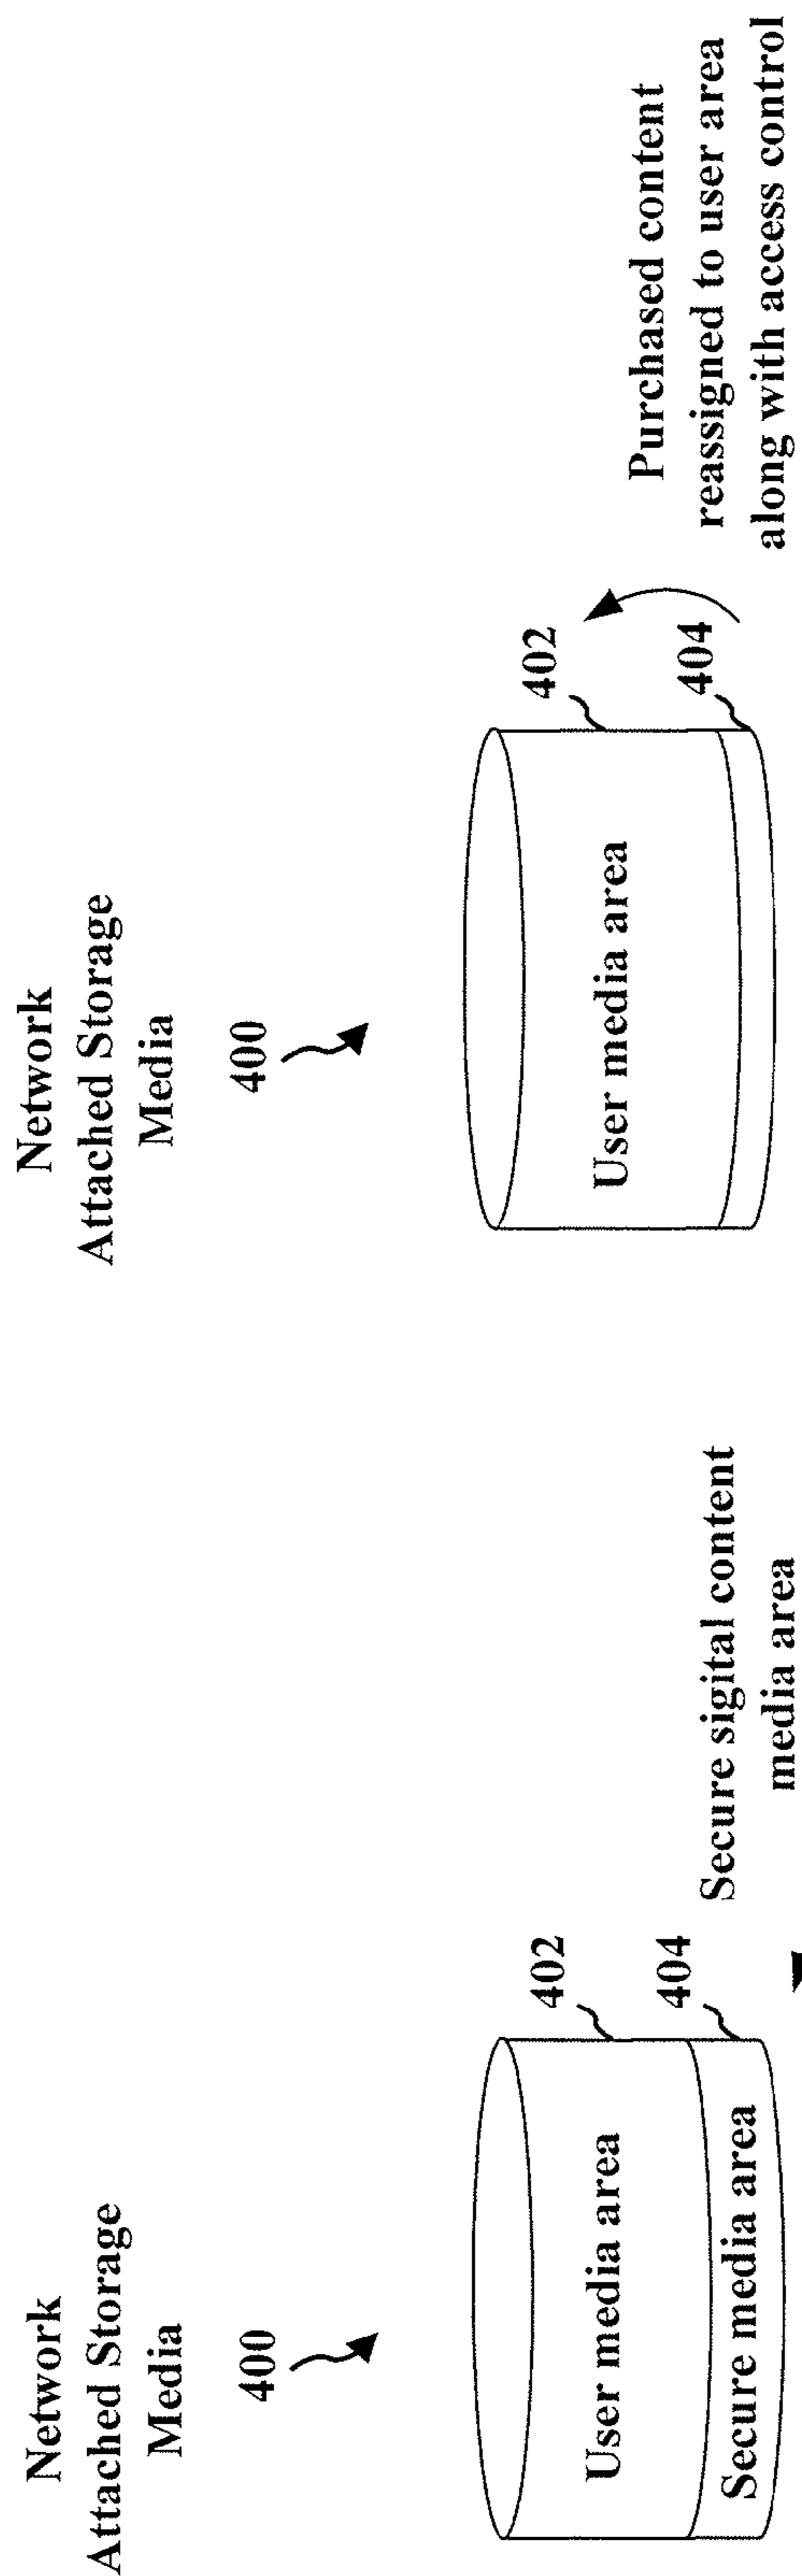 Network
Attached Storage
Media
400
402
404
User media area
Secure media area
Secure sigital content
media area
Network
Attached Storage
Media
400
402
404
User media area
Purchased content
reassigned to user area
along with access control